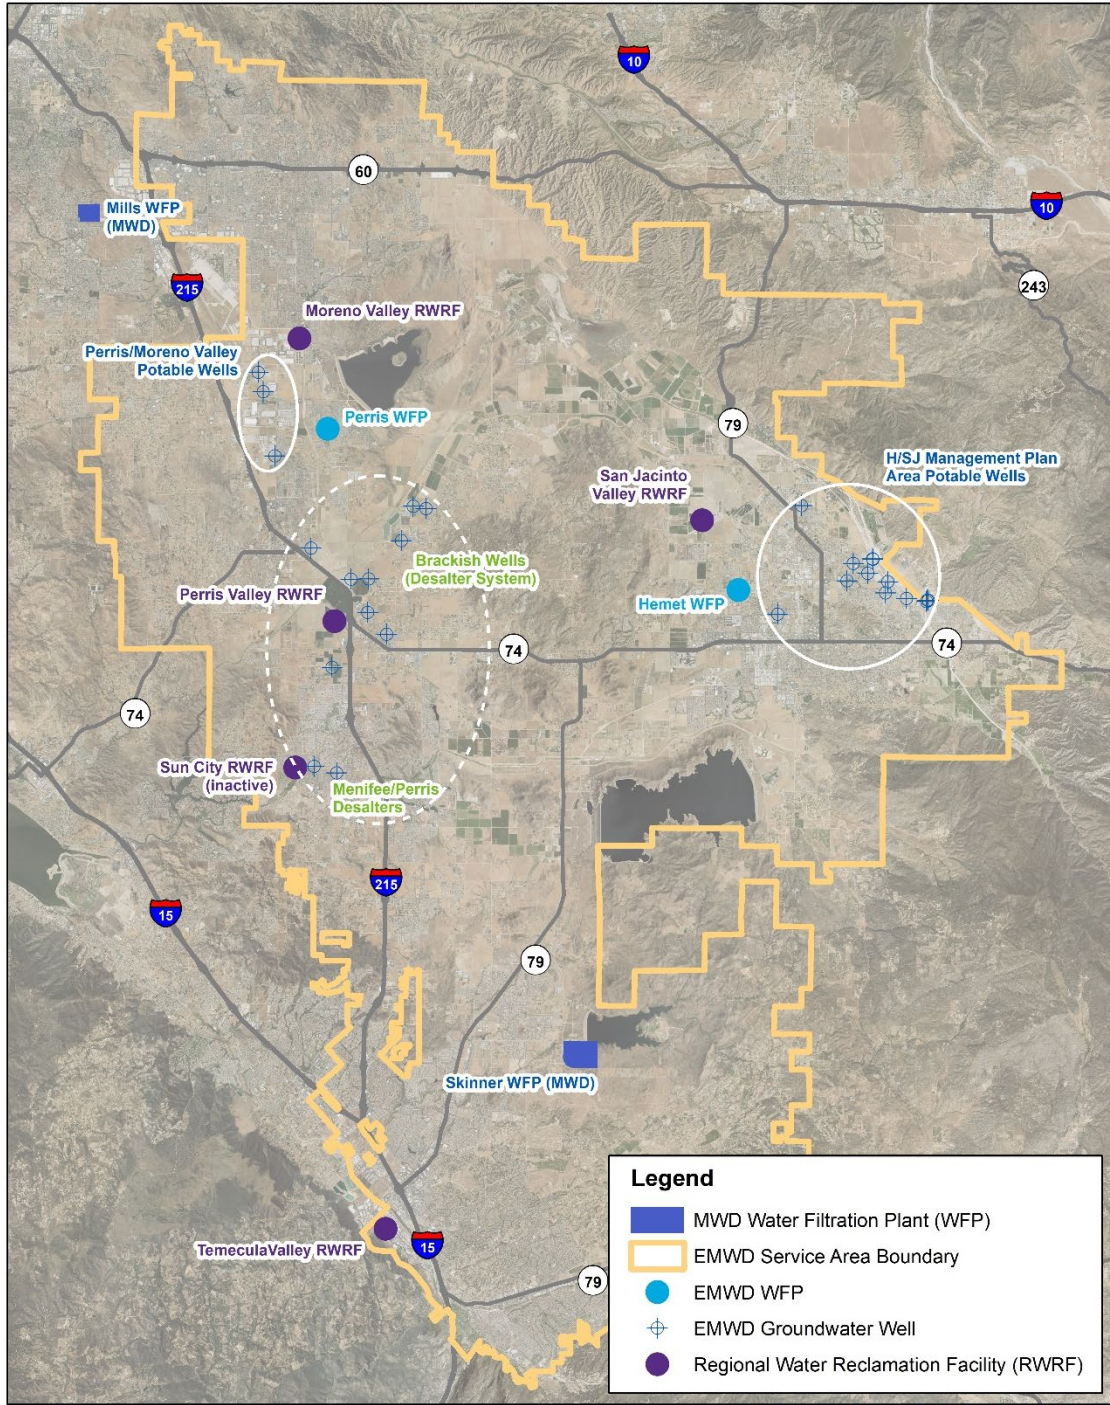 10
60
10
Mills WFP
(MWD)
215
243
Moreno Valley RWRF
Perris/Moreno Valley
Potable Wells
Perris WFP
79
H/SJ Management Plan
Area Potable Wells
San Jacinto
Valley RWRF
Brackish Wells
(Desalter System)
Perris Valley RWRF
Hemet WFP
74
74
74
Sun City RWRF
(inactive)
Menifee/Perris
Desalters
215
15
79
Skinner WFP (MWD)
TemeculaValley RWRF
15
79
Legend
MWD Water Filtration Plant (WFP)
EMWD Service Area Boundary
EMWD WFP
EMWD Groundwater Well
Regional Water Reclamation Facility (RWRF)